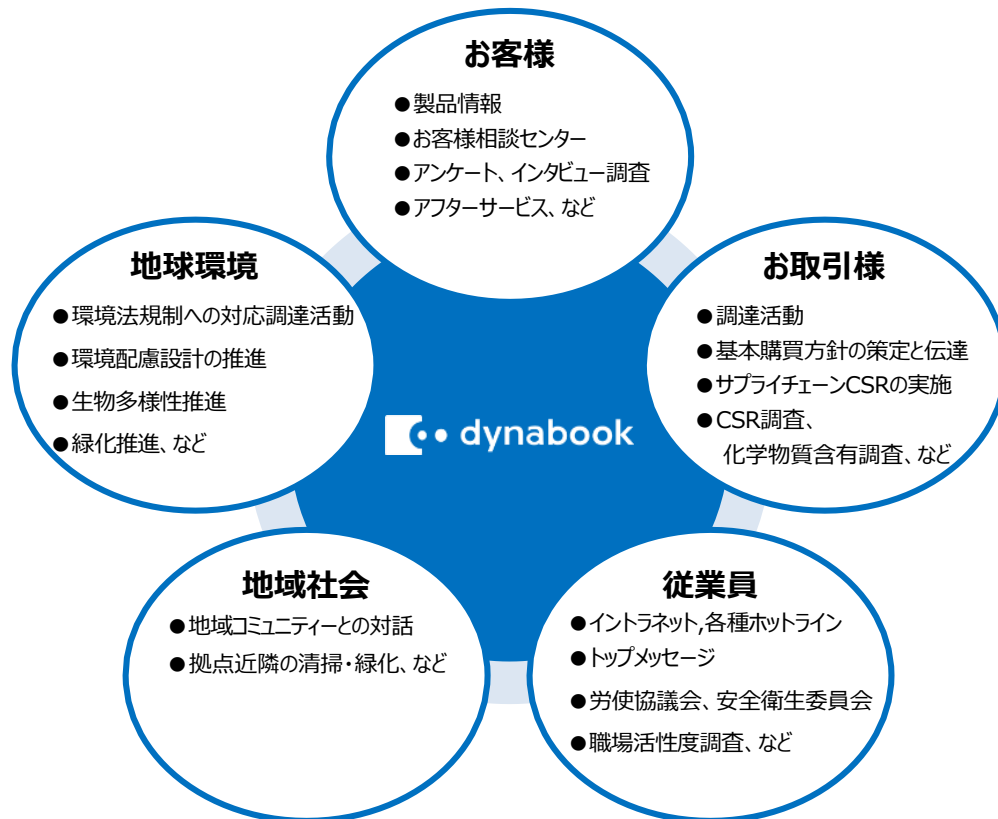 お客様
●製品情報
●お客様相談センター
●アンケート、インタビュー調査
●アフターサービス、など
地球環境
●環境法規制への対応調達活動
●環境配慮設計の推進
●生物多様性推進
●緑化推進、など
お取引様
●調達活動
●基本購買方針の策定と伝達
●サプライチェーンCSRの実施
●CSR調査、
化学物質含有調査、など
dynabook
地域社会
●地域コミュニティーとの対話
●拠点近隣の清掃・緑化、など
従業員
●イントラネット,各種ホットライン
●トップメッセージ
●労使協議会、安全衛生委員会
●職場活性度調査、など